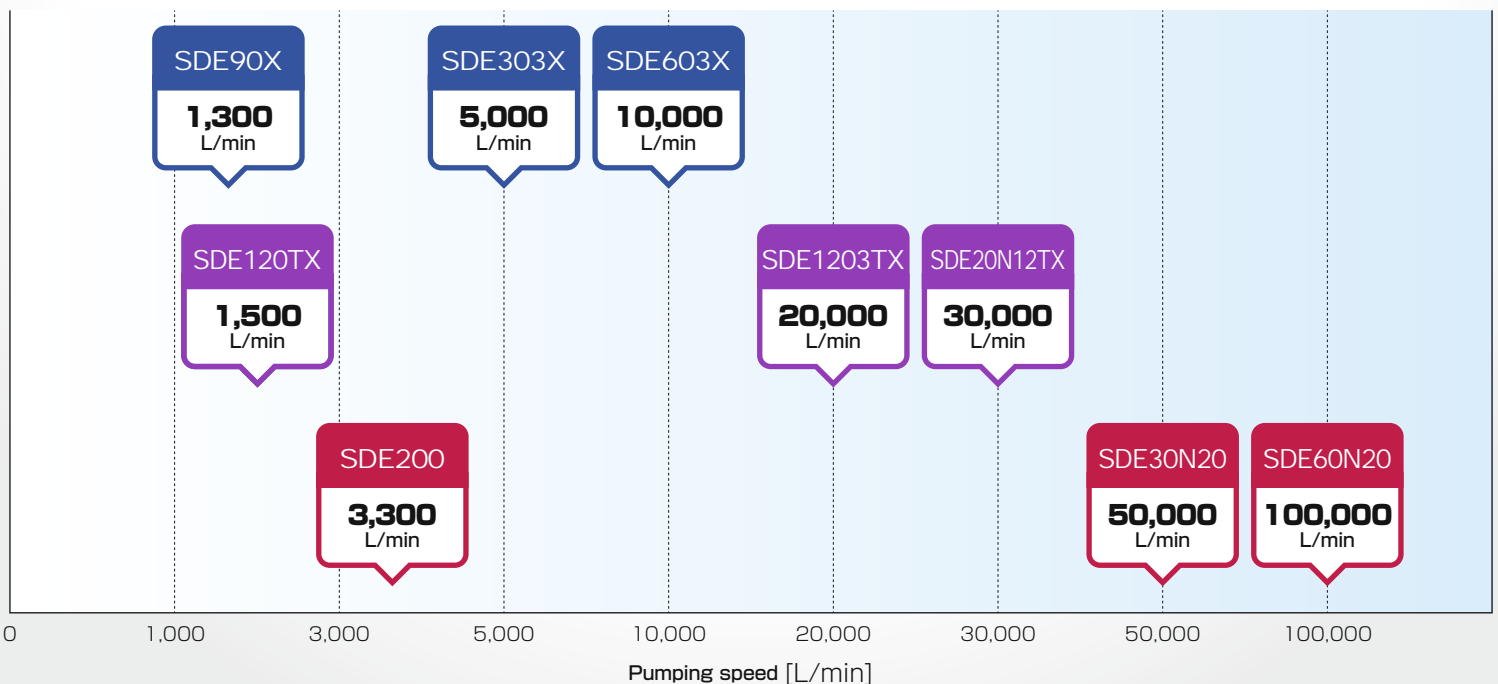 SDE90X
1,300
L/min
SDE303X
5,000
L/min
SDE603X
10,000
L/min
SDE120TX
1,500
L/min
SDE1203TX
20,000
L/min
SDE20N12TX
30,000
L/min
SDE200
3,300
L/min
SDE30N20
50,000
L/min
SDE60N20
100,000
L/min
0 1,000 3,000 5,000 10,000 20,000 30,000 50,000 100,000
Pumping speed [L/min]